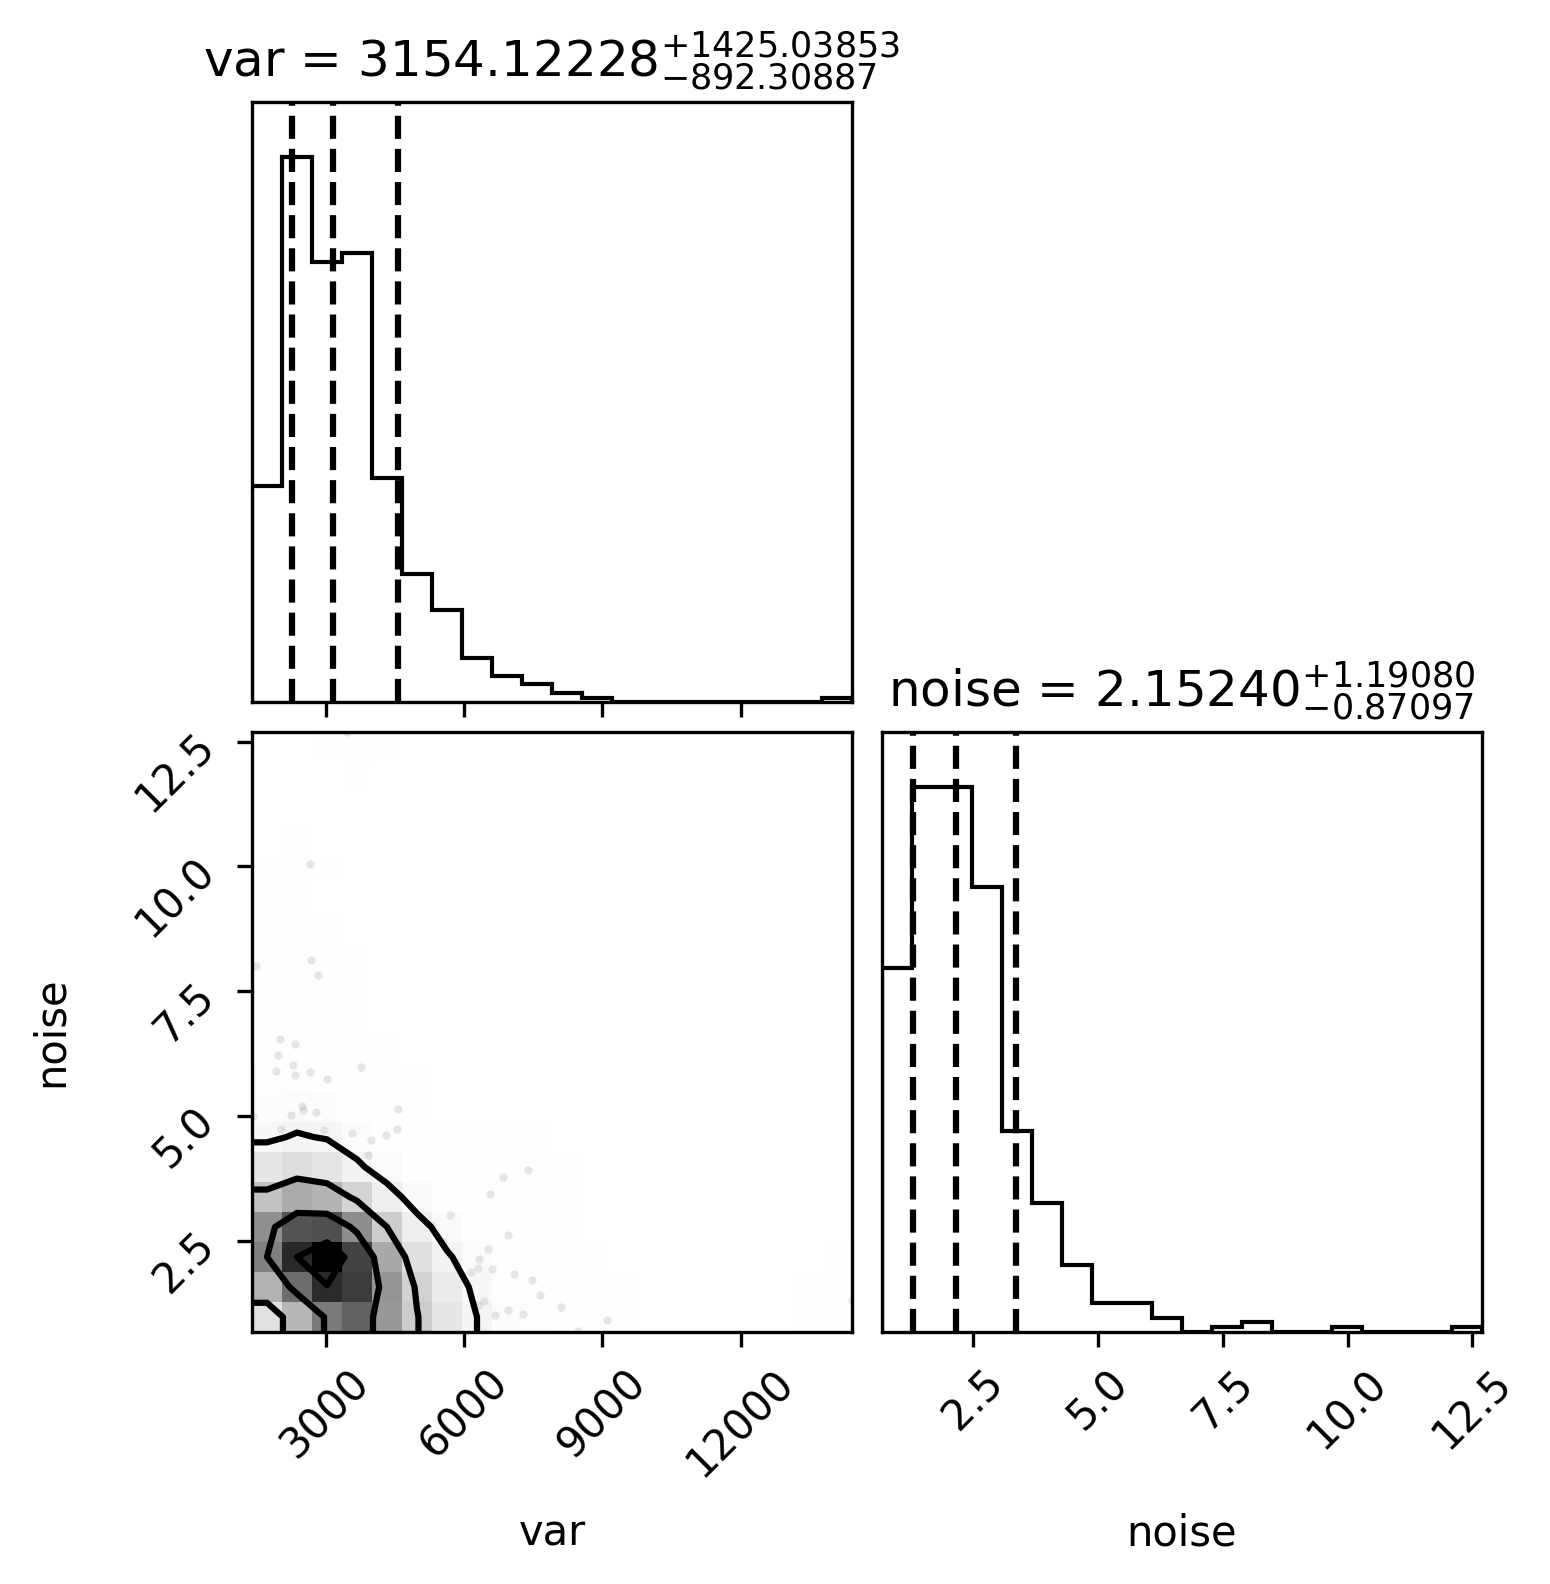 var = 3154.12228+1425.03853−892.30887
noise = 2.15240+1.19080−0.87097
12.5
10.0
7.5
5.0
2.5
noise
3000 6000 9000 12000
var
2.5 5.0 7.5 10.0 12.5
noise